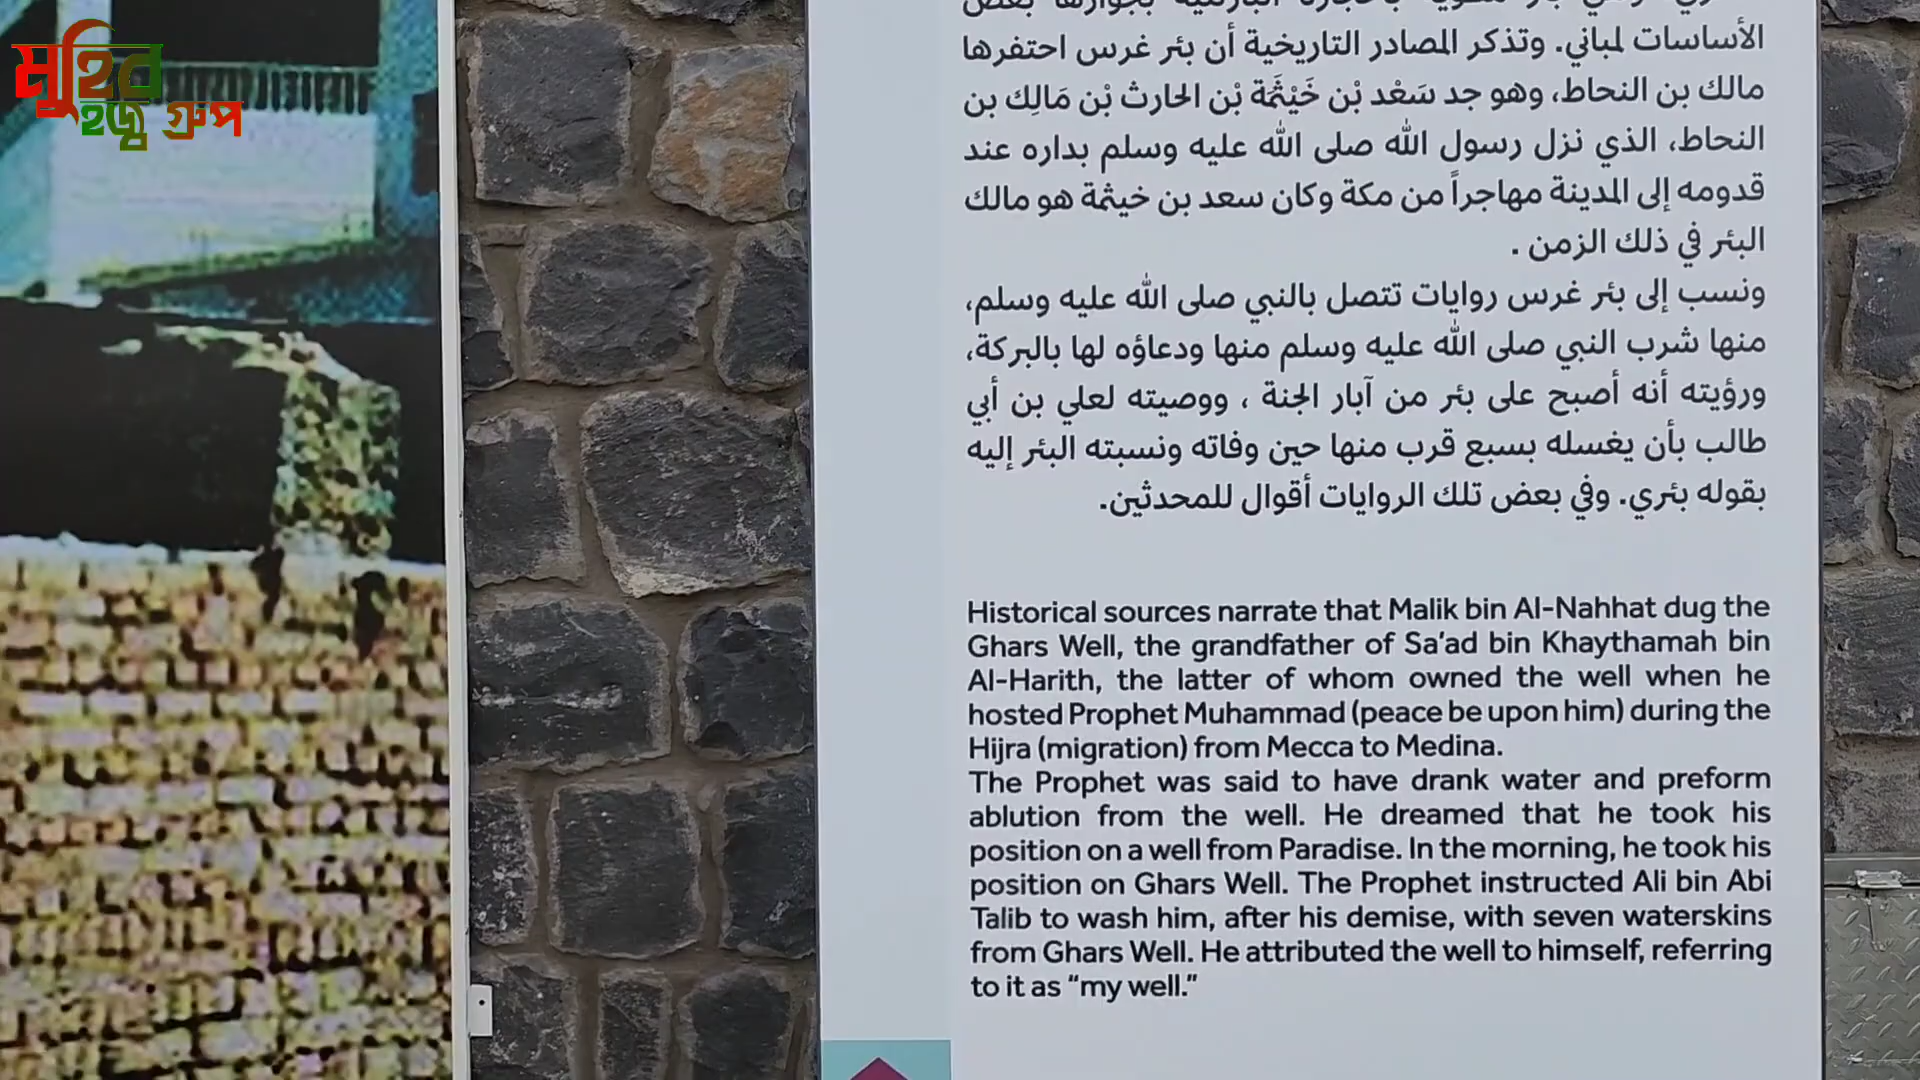 মুহিব
হজ্ব গ্রুপ
الأساسات لمباني. وتذكر المصادر التاريخية أن بئر غرس احتفرها
مالك بن النحاط، وهو جد سَعْد بْن خَيْثَمَة بْن الحارث بْن مَالِك بن
النحاط، الذي نزل رسول الله صلى الله عليه وسلم بداره عند
قدومه إلى المدينة مهاجراً من مكة وكان سعد بن خيثمة هو مالك
البئر في ذلك الزمن .
ونسب إلى بئر غرس روايات تتصل بالنبي صلى الله عليه وسلم،
منها شرب النبي صلى الله عليه وسلم منها ودعاؤه لها بالبركة،
ورؤيته أنه أصبح على بئر من آبار الجنة ، ووصيته لعلي بن أبي
طالب بأن يغسله بسبع قرب منها حين وفاته ونسبته البئر إليه
بقوله بئري. وفي بعض تلك الروايات أقوال للمحدثين.
Historical sources narrate that Malik bin Al-Nahhat dug the
Ghars Well, the grandfather of Sa'ad bin Khaythamah bin
Al-Harith, the latter of whom owned the well when he
hosted Prophet Muhammad (peace be upon him) during the
Hijra (migration) from Mecca to Medina.
The Prophet was said to have drank water and preform
ablution from the well. He dreamed that he took his
position on a well from Paradise. In the morning, he took his
position on Ghars Well. The Prophet instructed Ali bin Abi
Talib to wash him, after his demise, with seven waterskins
from Ghars Well. He attributed the well to himself, referring
to it as “my well.”